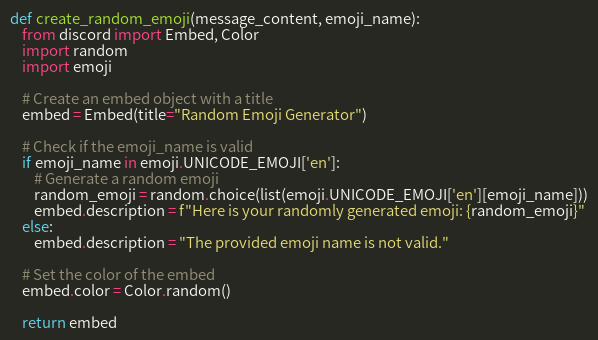 def create_random_emoji(message_content, emoji_name):
    from discord import Embed, Color
    import random
    import emoji

    # Create an embed object with a title
    embed = Embed(title="Random Emoji Generator")

    # Check if the emoji_name is valid
    if emoji_name in emoji.UNICODE_EMOJI['en']:
        # Generate a random emoji
        random_emoji = random.choice(list(emoji.UNICODE_EMOJI['en'][emoji_name]))
        embed.description = f"Here is your randomly generated emoji: {random_emoji}"
    else:
        embed.description = "The provided emoji name is not valid."

    # Set the color of the embed
    embed.color = Color.random()

    return embed